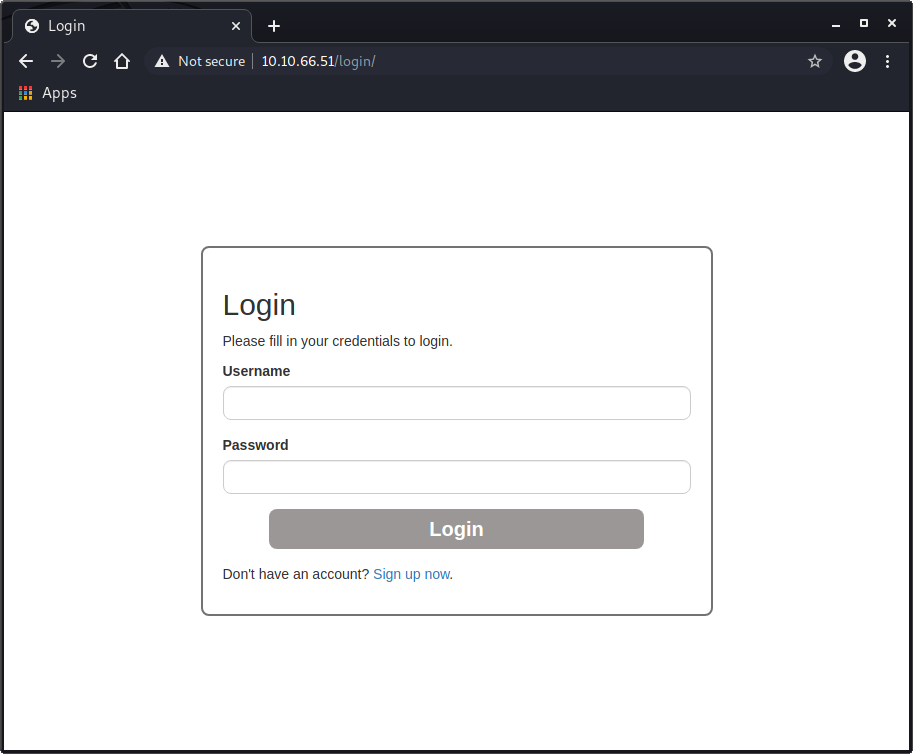 Login
Not secure 10.10.66.51/login/
Apps
Login
Please fill in your credentials to login.
Username
Password
Login
Don't have an account? Sign up now.